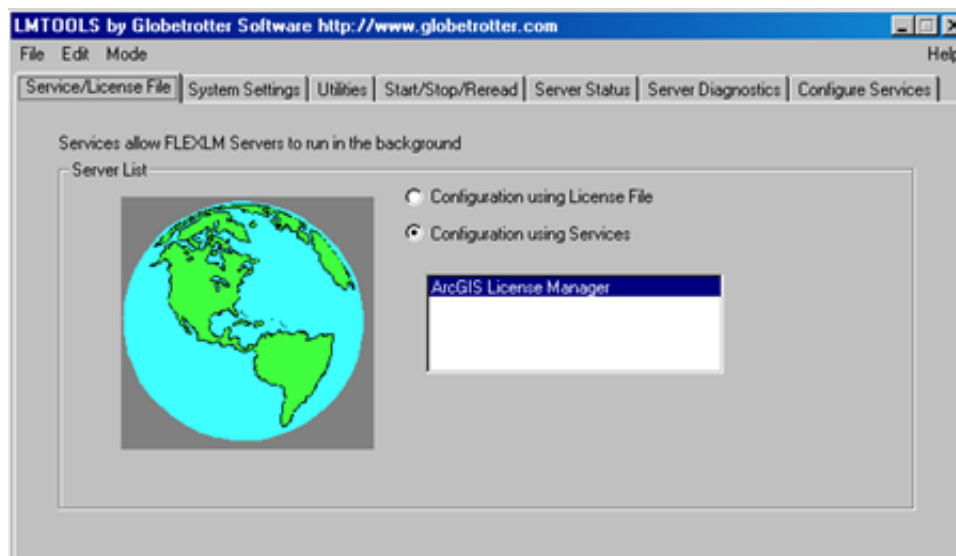 LMTOOLS by Globetrotter Software http://www.globetrotter.com
File Edit Mode Help
Service/License File System Settings Utilities Start/Stop/Reread Server Status Server Diagnostics Configure Services
Services allow FLEXLM Servers to run in the background
Server List
Configuration using License File
Configuration using Services
ArcGIS License Manager